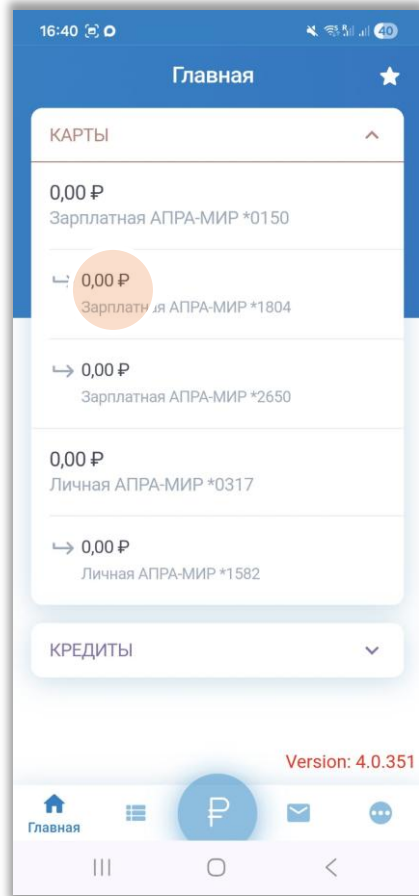 16:40
40
Главная
КАРТЫ
0,00 ₽
Зарплатная АПРА-МИР *0150
0,00 ₽
Зарплатная АПРА-МИР *1804
0,00 ₽
Зарплатная АПРА-МИР *2650
0,00 ₽
Личная АПРА-МИР *0317
0,00 ₽
Личная АПРА-МИР *1582
КРЕДИТЫ
Version: 4.0.351
₽
Главная